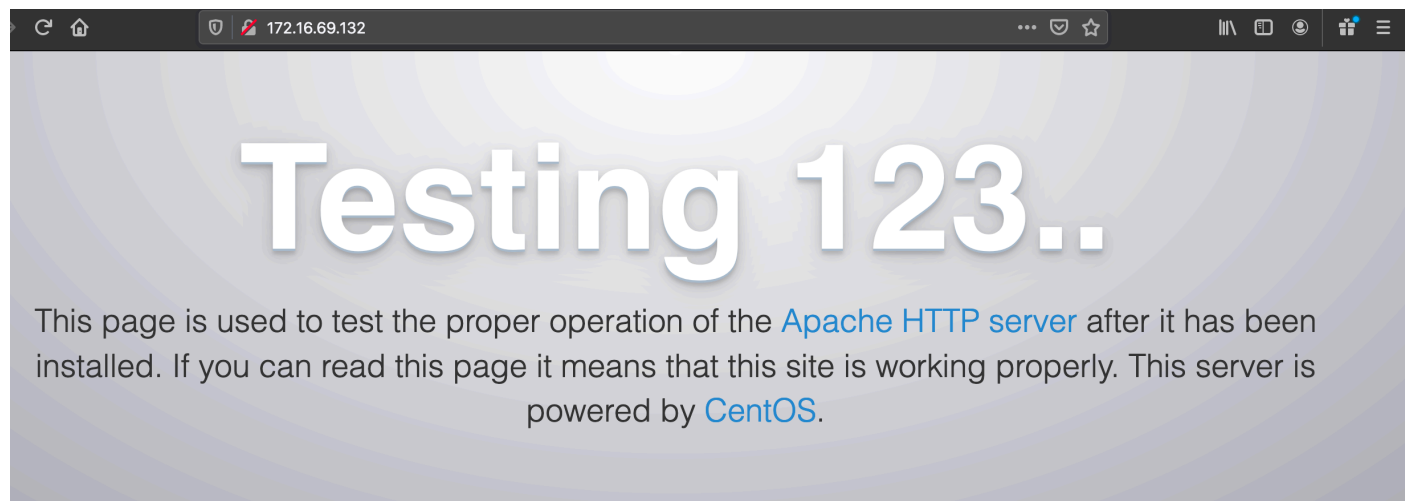 172.16.69.132
Testing 123..
This page is used to test the proper operation of the Apache HTTP server after it has been
installed. If you can read this page it means that this site is working properly. This server is
powered by CentOS.